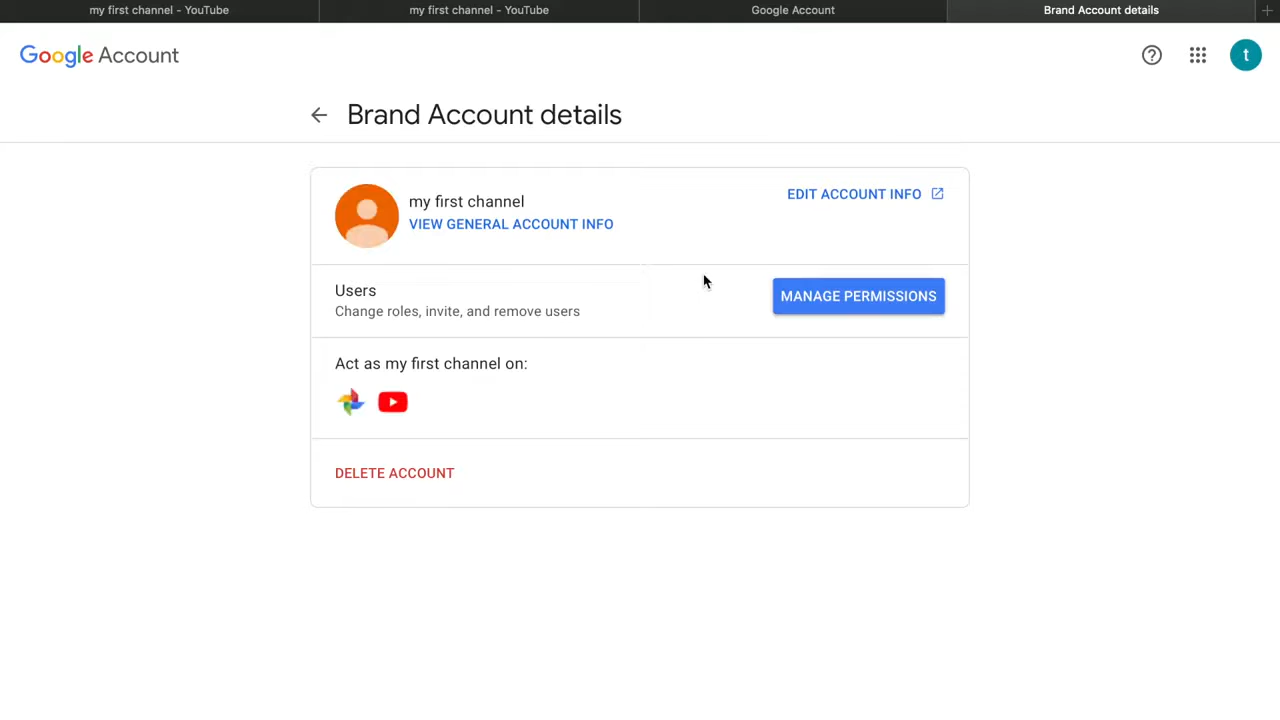 my first channel - YouTube
my first channel - YouTube
Google Account
Brand Account details
Google Account
t
Brand Account details
my first channel
VIEW GENERAL ACCOUNT INFO
EDIT ACCOUNT INFO
Users
Change roles, invite, and remove users
MANAGE PERMISSIONS
Act as my first channel on:
DELETE ACCOUNT